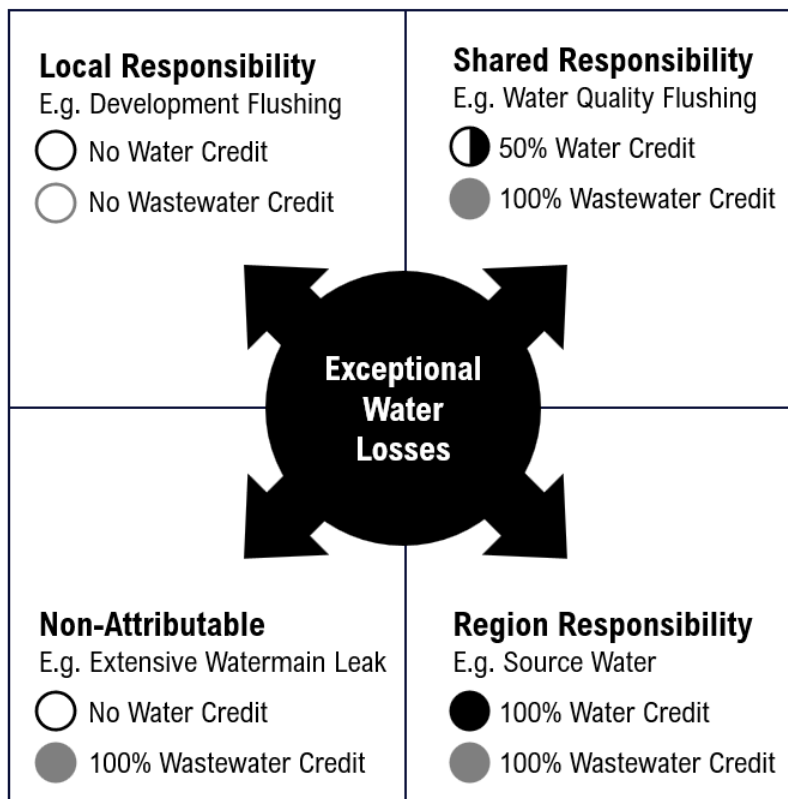 Local Responsibility
E.g. Development Flushing
No Water Credit
No Wastewater Credit
Shared Responsibility
E.g. Water Quality Flushing
50% Water Credit
100% Wastewater Credit
Exceptional
Water
Losses
Non-Attributable
E.g. Extensive Watermain Leak
No Water Credit
100% Wastewater Credit
Region Responsibility
E.g. Source Water
100% Water Credit
100% Wastewater Credit